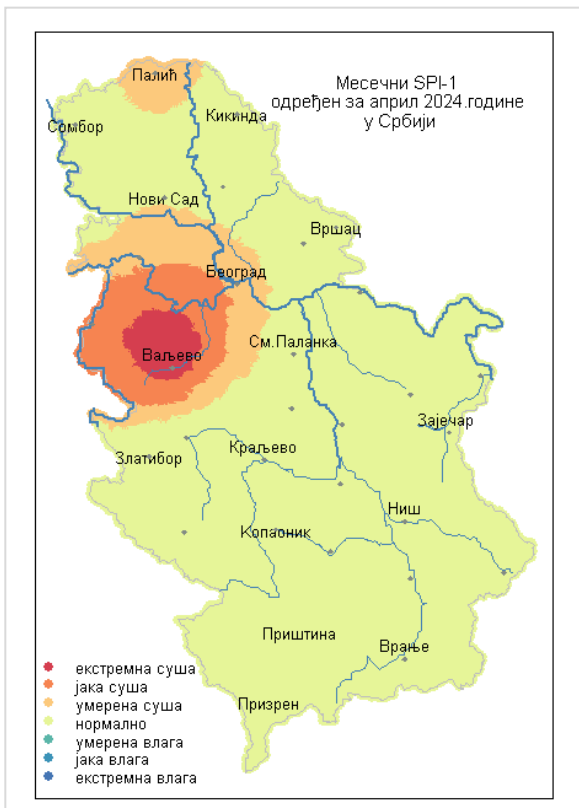 Месечни SPI-1
одређен за април 2024.године
у Србији
Палић
Сомбор
Кикинда
Нови Сад
Вршац
Београд
Ваљево
См.Паланка
Зајечар
Златибор
Краљево
Ниш
Копаоник
Приштина
Врање
Призрен
екстремна суша
јака суша
умерена суша
нормално
умерена влага
јака влага
екстремна влага